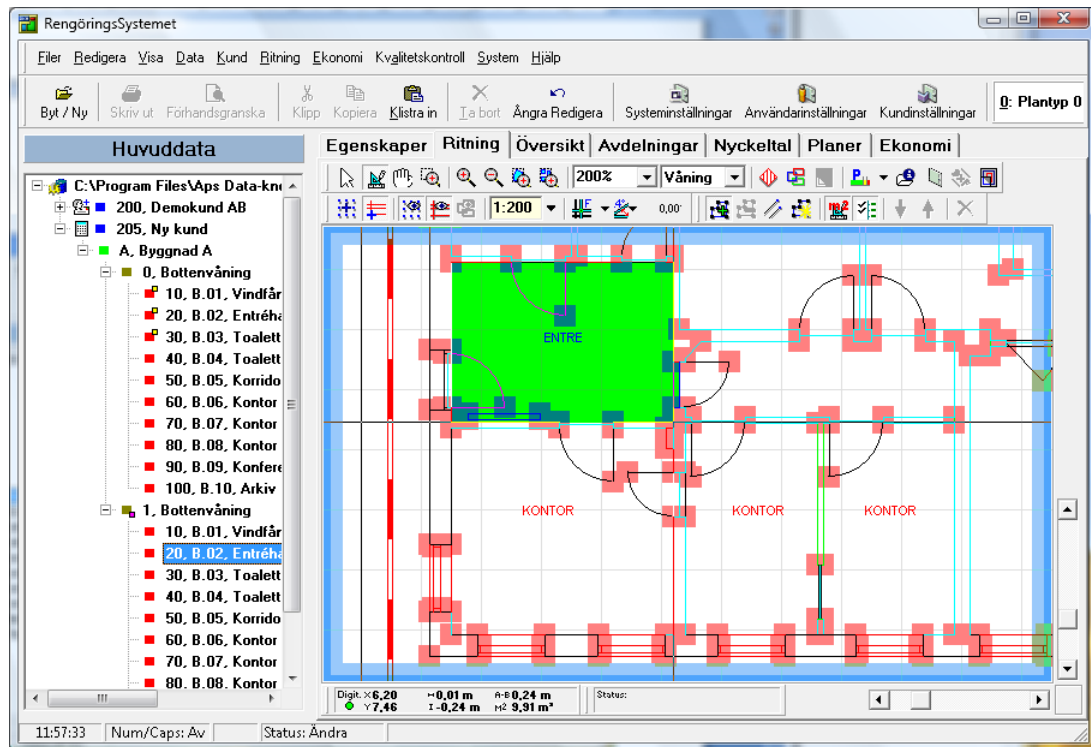 RengöringsSystemet
Filer Redigera Visa Data Kund Ritning Ekonomi Kvalitetskontroll System Hjälp
Byt / Ny Skriv ut Förhandsgranska Klipp Kopiera Klistra in Ta bort Ångra Redigera Systeminställningar Användarinställningar Kundinställningar 0: Plantyp 0
Huvuddata
Egenskaper Ritning Översikt Avdelningar Nyckeltal Planer Ekonomi
200% Våning
1:200 0,00
C:\Program Files\Aps Data-kne
200, Demokund AB
205, Ny kund
A, Byggnad A
0, Bottenvåning
10, B.01, Vindfår
20, B.02, Entréha
30, B.03, Toalett
40, B.04, Toalett
50, B.05, Korrido
60, B.06, Kontor
70, B.07, Kontor
80, B.08, Kontor
90, B.09, Konfere
100, B.10, Arkiv
1, Bottenvåning
10, B.01, Vindfår
20, B.02, Entréha
30, B.03, Toalett
40, B.04, Toalett
50, B.05, Korrido
60, B.06, Kontor
70, B.07, Kontor
80, B.08, Kontor
ENTRE
KONTOR KONTOR KONTOR
Digit. X 6,20 H 0,01 m A-B 0,24 m Status:
Y 7,46 I -0,24 m M² 9,91 m²
11:57:33 Num/Caps: Av Status: Ändra